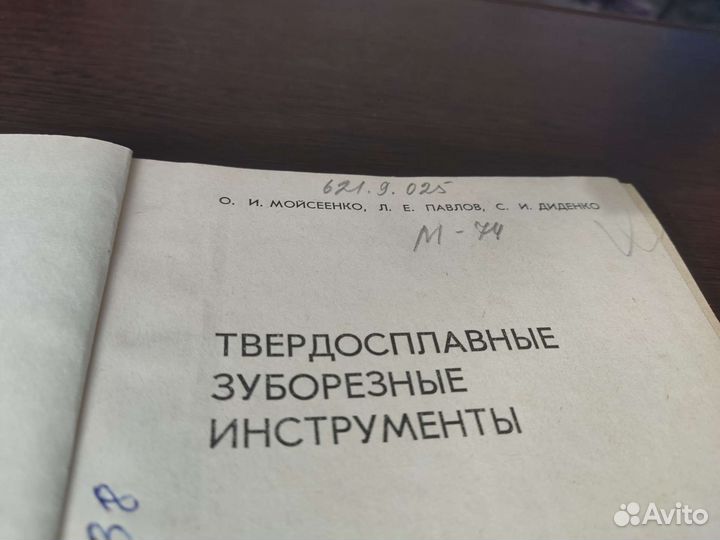 621.9.025
О. И. МОЙСЕЕНКО, Л. Е. ПАВЛОВ, С. И. ДИДЕНКО
М-74
ТВЕРДОСПЛАВНЫЕ
ЗУБОРЕЗНЫЕ
ИНСТРУМЕНТЫ
Avito